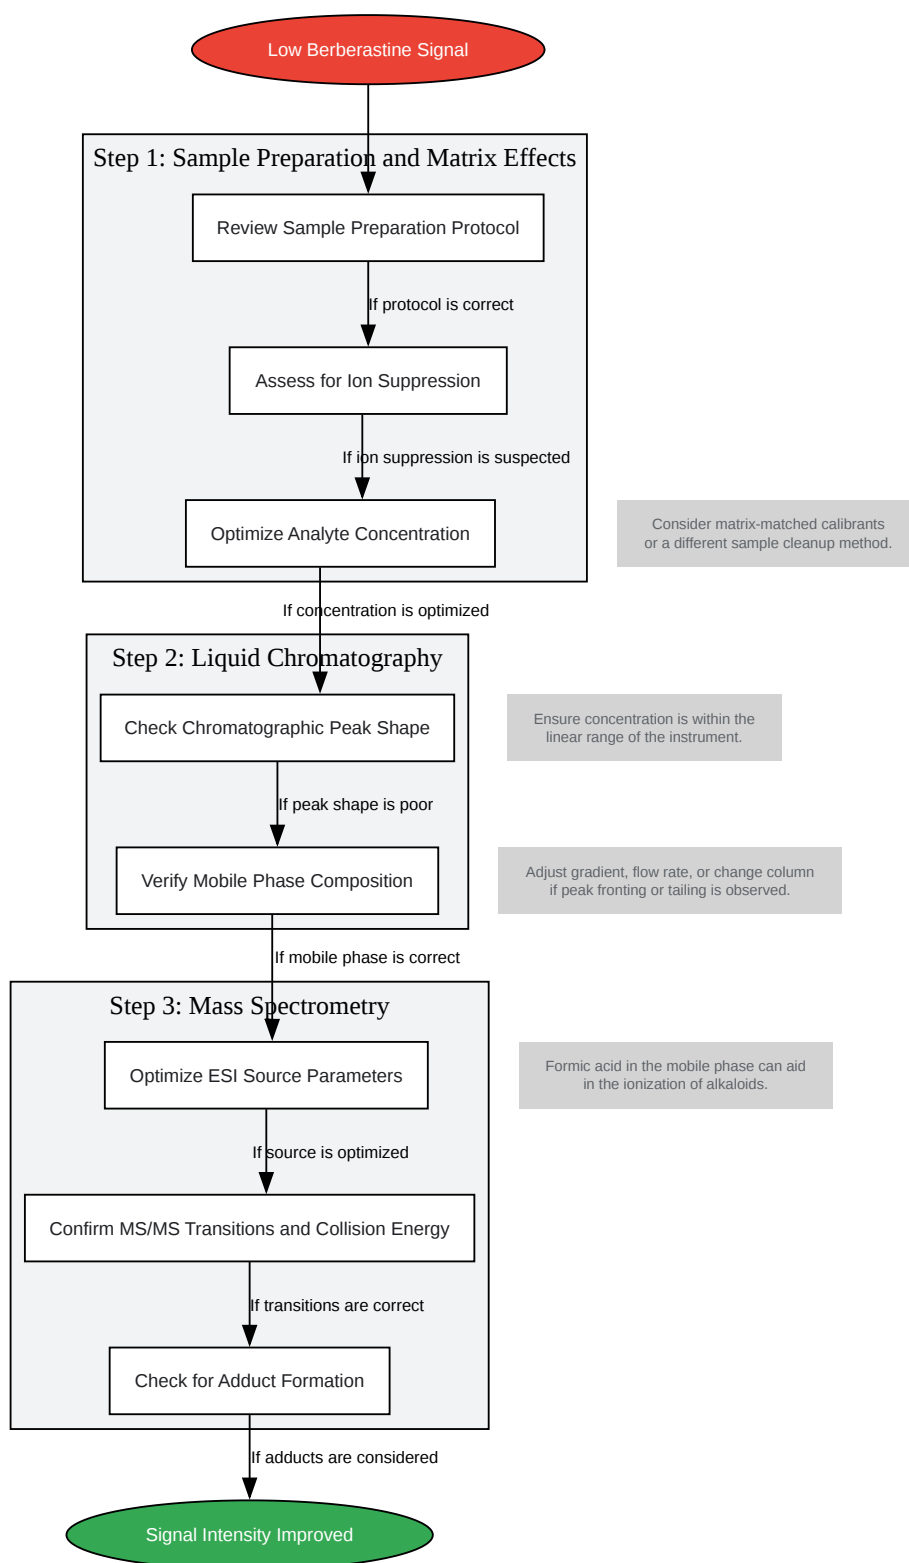 Low Berberastine Signal
Step 1: Sample Preparation and Matrix Effects
Review Sample Preparation Protocol
If protocol is correct
Assess for Ion Suppression
If ion suppression is suspected
Optimize Analyte Concentration
Consider matrix-matched calibrants
or a different sample cleanup method.
If concentration is optimized
Step 2: Liquid Chromatography
Check Chromatographic Peak Shape
Ensure concentration is within the
linear range of the instrument.
If peak shape is poor
Verify Mobile Phase Composition
Adjust gradient, flow rate, or change column
if peak fronting or tailing is observed.
If mobile phase is correct
Step 3: Mass Spectrometry
Optimize ESI Source Parameters
Formic acid in the mobile phase can aid
in the ionization of alkaloids.
If source is optimized
Confirm MS/MS Transitions and Collision Energy
If transitions are correct
Check for Adduct Formation
If adducts are considered
Signal Intensity Improved